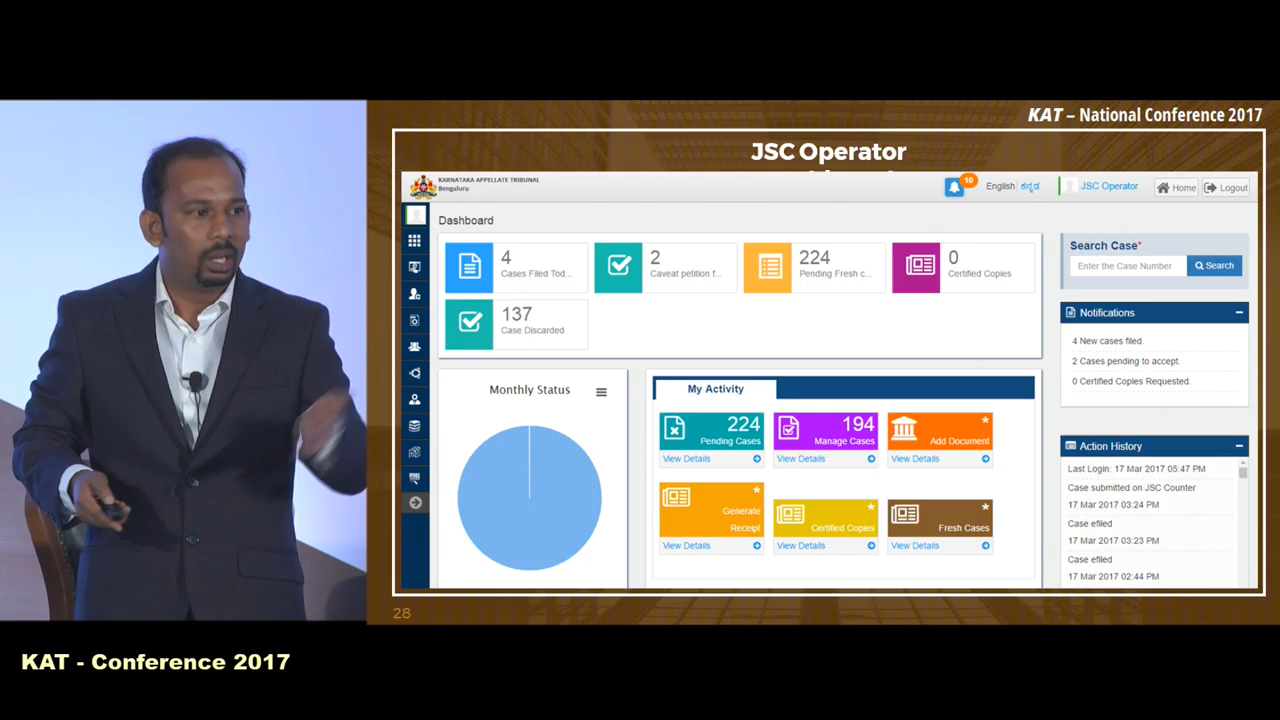 KAT – National Conference 2017
JSC Operator
KARNATAKA APPELLATE TRIBUNAL
Bengaluru
10
English ಕನ್ನಡ
JSC Operator
Home
Logout
Dashboard
4
Cases Filed Tod...
2
Caveat petition f...
224
Pending Fresh c...
0
Certified Copies
137
Case Discarded
Search Case*
Enter the Case Number
Search
Notifications
4 New cases filed.
2 Cases pending to accept.
0 Certified Copies Requested.
Monthly Status
My Activity
224
Pending Cases
View Details
194
Manage Cases
View Details
Add Document
View Details
Generate
Receipt
View Details
Certified Copies
View Details
Fresh Cases
View Details
Action History
Last Login: 17 Mar 2017 05:47 PM
Case submitted on JSC Counter
17 Mar 2017 03:24 PM
Case efiled
17 Mar 2017 03:23 PM
Case efiled
17 Mar 2017 02:44 PM
28
KAT - Conference 2017